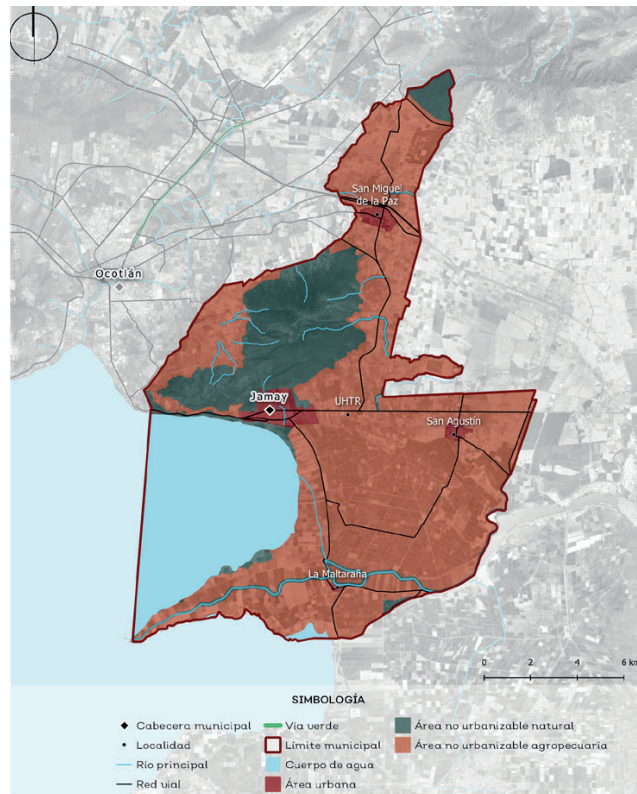 San Miguel
de la Paz
Ocotlán
Jamay
UHTR
San Agustín
La Maltaraña
0 2 4 6 km
SIMBOLOGÍA
Cabecera municipal
Localidad
Río principal
Red vial
Vía verde
Límite municipal
Cuerpo de agua
Área urbana
Área no urbanizable natural
Área no urbanizable agropecuaria